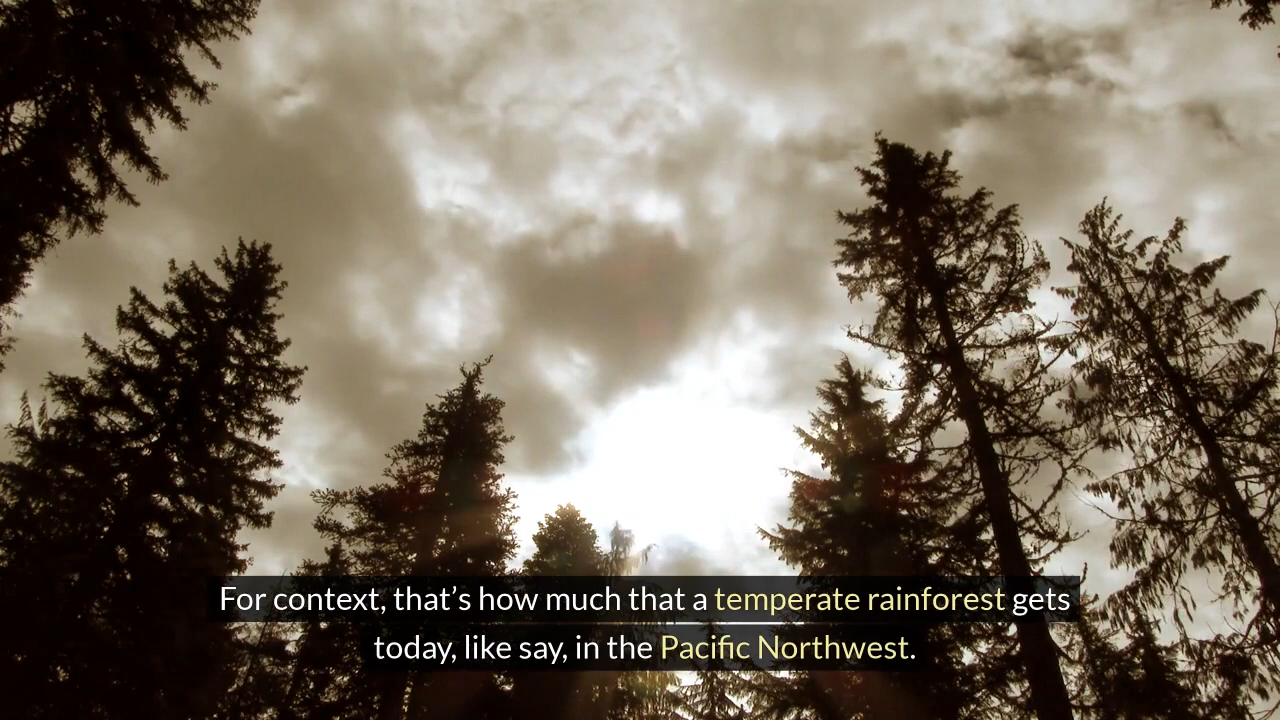 For context, that’s how much that a temperate rainforest gets
today, like say, in the Pacific Northwest.